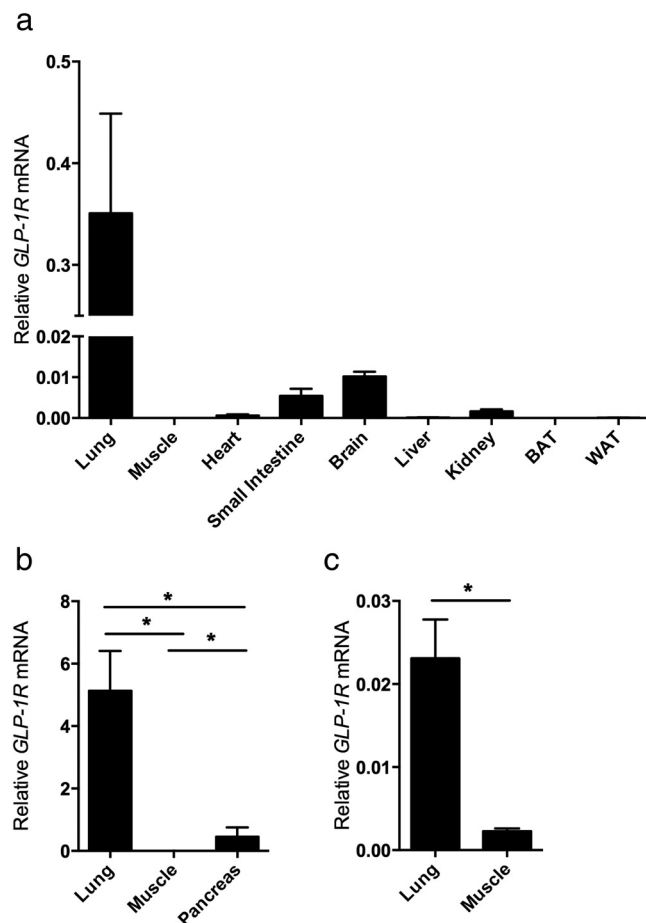 a
Relative GLP-1R mRNA
0.5
0.4
0.3
0.02
0.01
0.00
Lung
Muscle
Heart
Small Intestine
Brain
Liver
Kidney
BAT
WAT
b
Relative GLP-1R mRNA
8
6
4
2
0
*
*
*
Lung
Muscle
Pancreas
c
Relative GLP-1R mRNA
0.03
0.02
0.01
0.00
*
Lung
Muscle